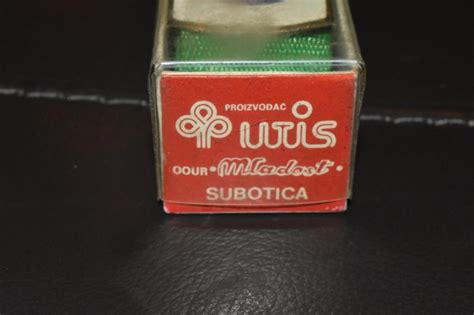 PROIZVOĐAČ
UTIS
OOUR • Mladost •
SUBOTICA